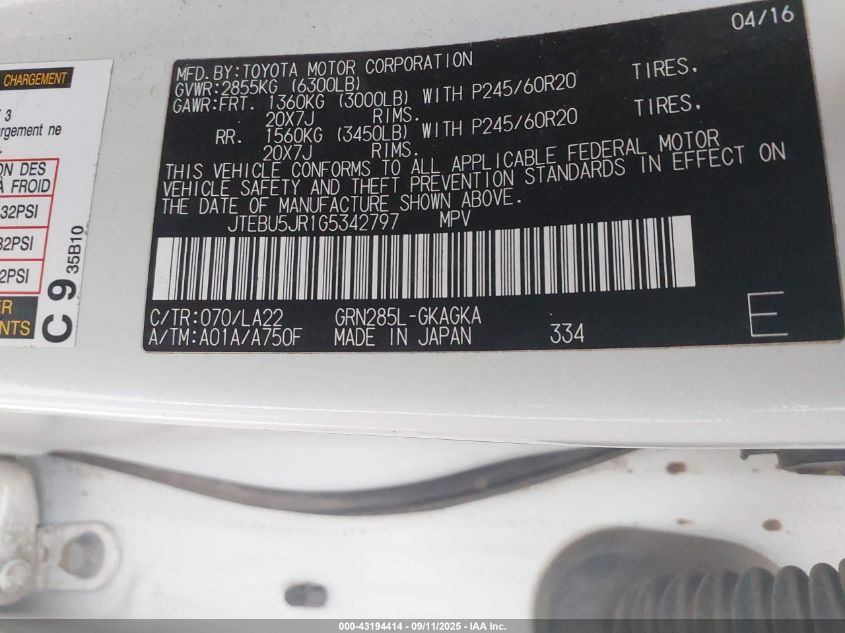 04/16
MFD. BY: TOYOTA MOTOR CORPORATION
GVWR: 2855KG (6300LB)
GAWR: FRT. 1360KG (3000LB) WITH P245/60R20 TIRES.
20X7J RIMS.
RR. 1560KG (3450LB) WITH P245/60R20 TIRES.
20X7J RIMS.
THIS VEHICLE CONFORMS TO ALL APPLICABLE FEDERAL MOTOR
VEHICLE SAFETY AND THEFT PREVENTION STANDARDS IN EFFECT ON
THE DATE OF MANUFACTURE SHOWN ABOVE.
JTEBU5JR1G5342797 MPV
C/TR: 070/LA22 GRN285L-GKAGKA
A/TM: A01A/A750F MADE IN JAPAN 334
E
CHARGEMENT
3
argement ne
ON DES
À FROID
32PSI
32PSI
2PSI
ER
ENTS
C 9 35B10
000-43194414 - 09/11/2025 - IAA Inc.